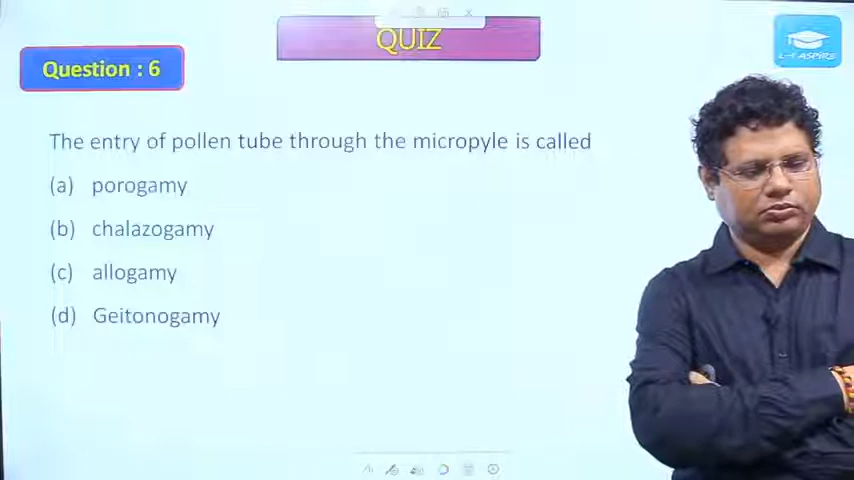 QUIZ
Question : 6
The entry of pollen tube through the micropyle is called
(a) porogamy
(b) chalazogamy
(c) allogamy
(d) Geitonogamy